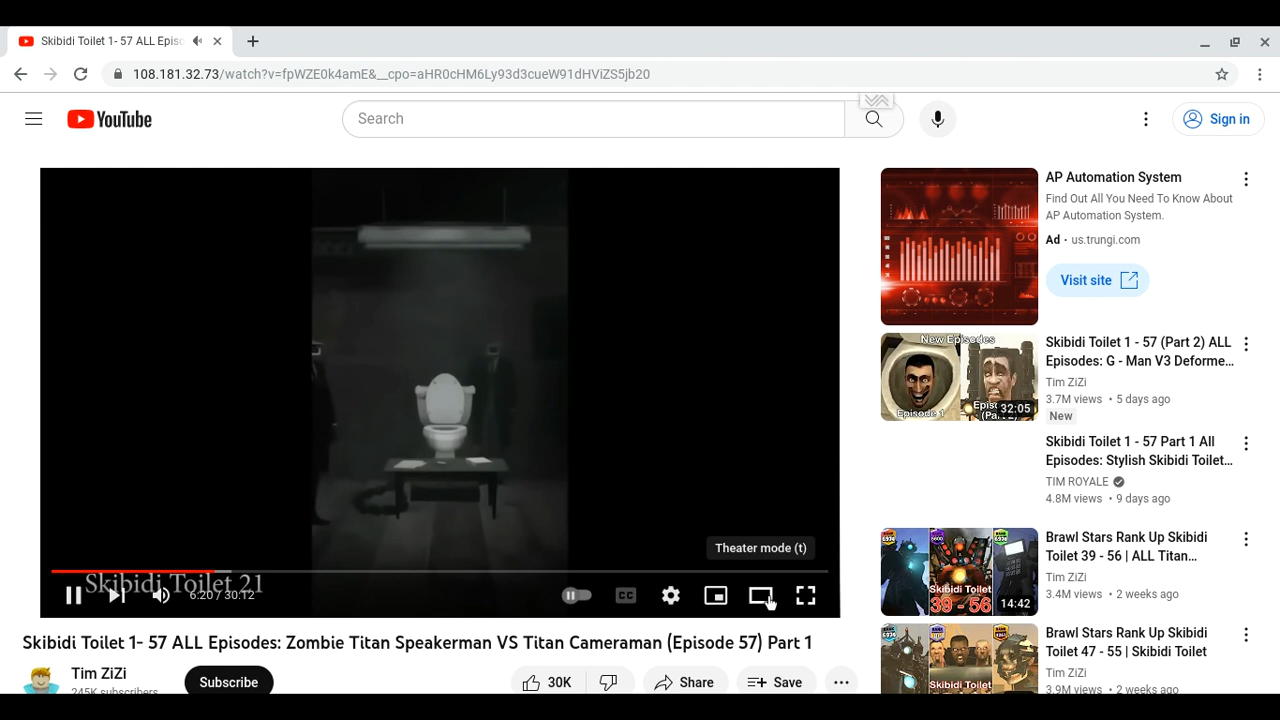 Skibidi Toilet 1- 57 ALL Episo
108.181.32.73/watch?v=fpWZE0k4amE&__cpo=aHR0cHM6Ly93d3cueW91dHViZS5jb20
YouTube
Search
Sign in
Skibidi Toilet 21
Theater mode (t)
6:20 / 30:12
CC
Skibidi Toilet 1- 57 ALL Episodes: Zombie Titan Speakerman VS Titan Cameraman (Episode 57) Part 1
Tim ZiZi
245K subscribers
Subscribe
30K
Share
Save
AP Automation System
Find Out All You Need To Know About
AP Automation System.
Ad · us.trungi.com
Visit site
New Episodes
Episode 1
32:05
Skibidi Toilet 1 - 57 (Part 2) ALL
Episodes: G - Man V3 Deforme...
Tim ZiZi
3.7M views • 5 days ago
New
Skibidi Toilet 1 - 57 Part 1 All
Episodes: Stylish Skibidi Toilet...
TIM ROYALE
4.8M views • 9 days ago
Skibidi Toilet
39 - 56
14:42
Brawl Stars Rank Up Skibidi
Toilet 39 - 56 | ALL Titan...
Tim ZiZi
3.4M views • 2 weeks ago
Skibidi Toilet
Brawl Stars Rank Up Skibidi
Toilet 47 - 55 | Skibidi Toilet
Tim ZiZi
3.9M views • 2 weeks ago